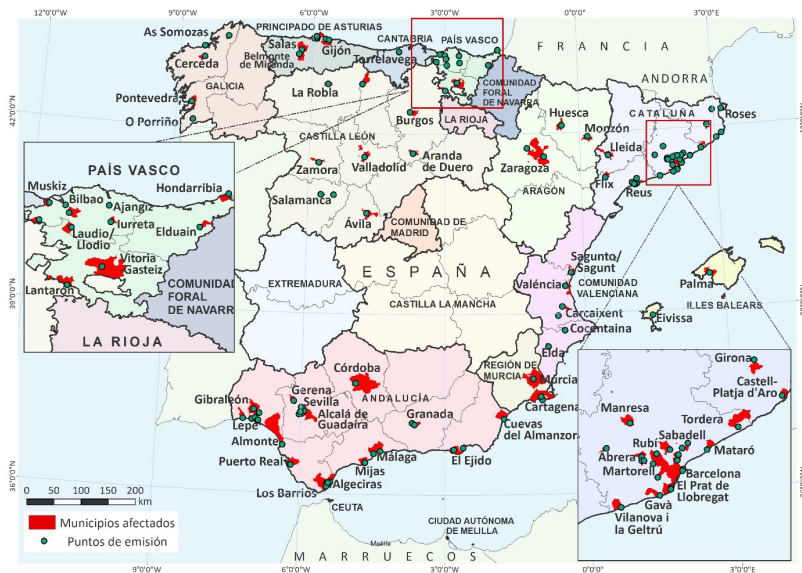 12°0'0"O
9°0'0"O
6°0'0"O
3°0'0"O
0°0'0"
3°0'0"E
As Somozas
PRINCIPADO DE ASTURIAS
CANTABRIA
PAÍS VASCO
FRANCIA
Salas
Gijón
Belmonte
de Miranda
Torrelavega
Cerceda
GALICIA
La Robla
COMUNIDAD
FORAL
DE NAVARRA
ANDORRA
CATALUÑA
Pontevedra
O Porriño
Burgos
LA RIOJA
Huesca
Monzón
Roses
42°0'0"N
CASTILLA LEÓN
Lleida
Zamora
Valladolid
Aranda
de Duero
Zaragoza
ARAGÓN
Flix
Reus
Salamanca
Ávila
COMUNIDAD DE
MADRID
PAÍS VASCO
Hondarribia
Muskiz
Bilbao
Ajangiz
Iurreta
Elduain
Laudio/
Llodio
Vitoria
Gasteiz
Lantarón
COMUNIDAD
FORAL
DE NAVARR
LA RIOJA
ESPAÑA
EXTREMADURA
CASTILLA LA MANCHA
Sagunto/
Sagunt
COMUNIDAD
VALENCIANA
Valéncia
Carcaixent
Cocentaina
Elda
Palma
ILLES BALEARS
Eivissa
39°0'0"N
REGIÓN DE
MURCIA
Murcia
Cartagena
Córdoba
ANDALUCÍA
Gibraleón
Gerena
Sevilla
Alcalá de
Guadaíra
Granada
Lepe
Almonte
Cuevas
del Almanzor
Puerto Real
Málaga
Mijas
El Ejido
Los Barrios
Algeciras
36°0'0"N
Girona
Castell-
Platja d'Aro
Manresa
Tordera
Sabadell
Rubí
Abrera
Mataró
Martorell
Barcelona
El Prat de
Llobregat
Gavà
Vilanova i
la Geltrú
0 50 100 150 200
km
CEUTA
CIUDAD AUTÓNOMA
DE MELILLA
Melilla
MARRUECOS
Municipios afectados
Puntos de emisión
9°0'0"O
6°0'0"O
3°0'0"O
0°0'0"
3°0'0"E